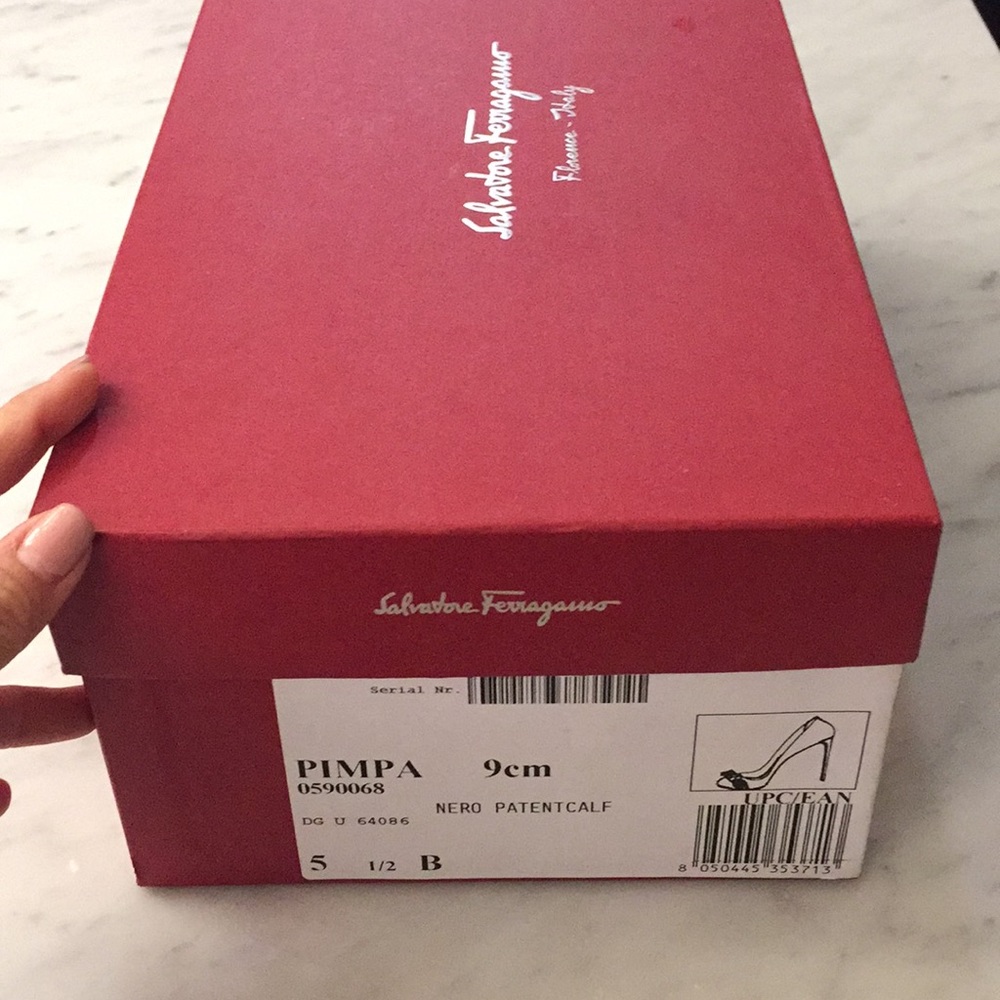 Salvatore Ferragamo
Florence - Italy
Salvatore Ferragamo
Serial Nr.
PIMPA 9cm
0590068
NERO PATENTCALF
DG U 64086
UPC/EAN
5 1/2 B
8 050445 353713